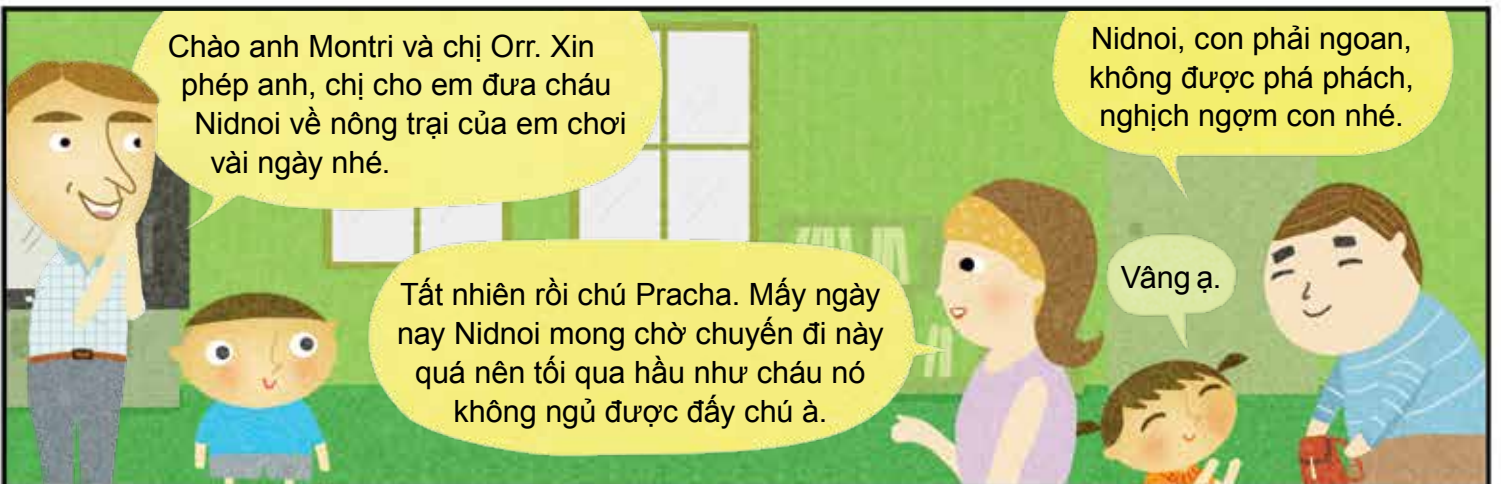 Chào anh Montri và chị Orr. Xin
phép anh, chị cho em đưa cháu
Nidnoi về nông trại của em chơi
vài ngày nhé.
Tất nhiên rồi chú Pracha. Mấy ngày
nay Nidnoi mong chờ chuyến đi này
quá nên tối qua hầu như cháu nó
không ngủ được đấy chú à.
Nidnoi, con phải ngoan,
không được phá phách,
nghịch ngợm con nhé.
Vâng ạ.